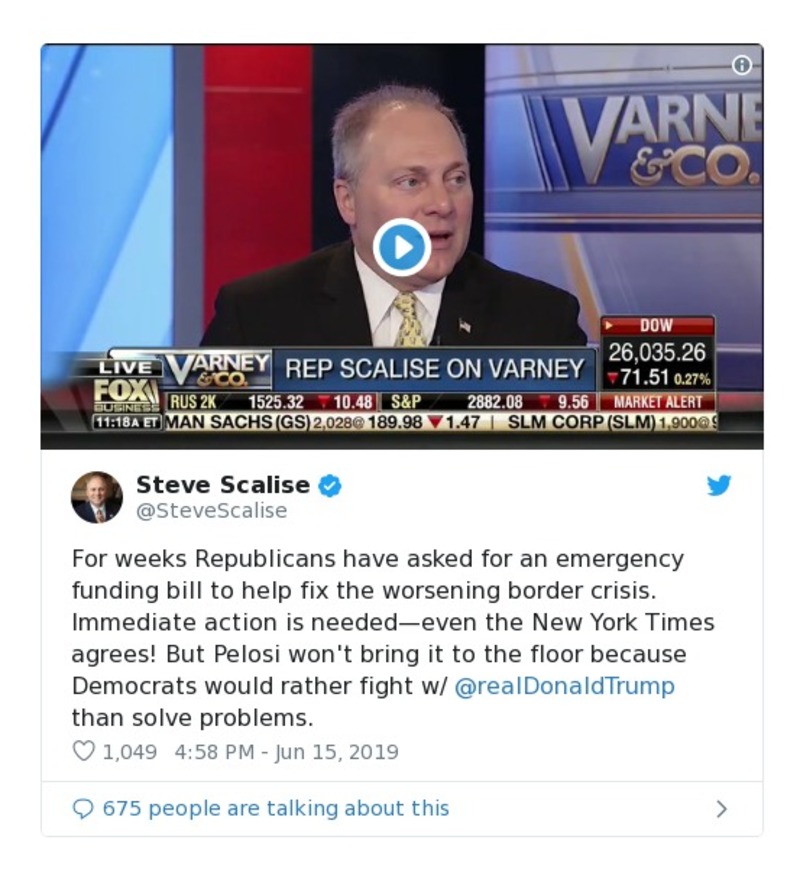 VARNE
&CO.
DOW
26,035.26
▼71.51 0.27%
MARKET ALERT
LIVE
VARNEY
&CO.
REP SCALISE ON VARNEY
FOX
BUSINESS
RUS 2K 1525.32 ▼ 10.48 S&P 2882.08 ▼ 9.56
11:18A ET MAN SACHS (GS) 2,028@ 189.98 ▼1.47 | SLM CORP (SLM) 1,900@
Steve Scalise
@SteveScalise
For weeks Republicans have asked for an emergency
funding bill to help fix the worsening border crisis.
Immediate action is needed—even the New York Times
agrees! But Pelosi won't bring it to the floor because
Democrats would rather fight w/ @realDonaldTrump
than solve problems.
1,049 4:58 PM - Jun 15, 2019
675 people are talking about this